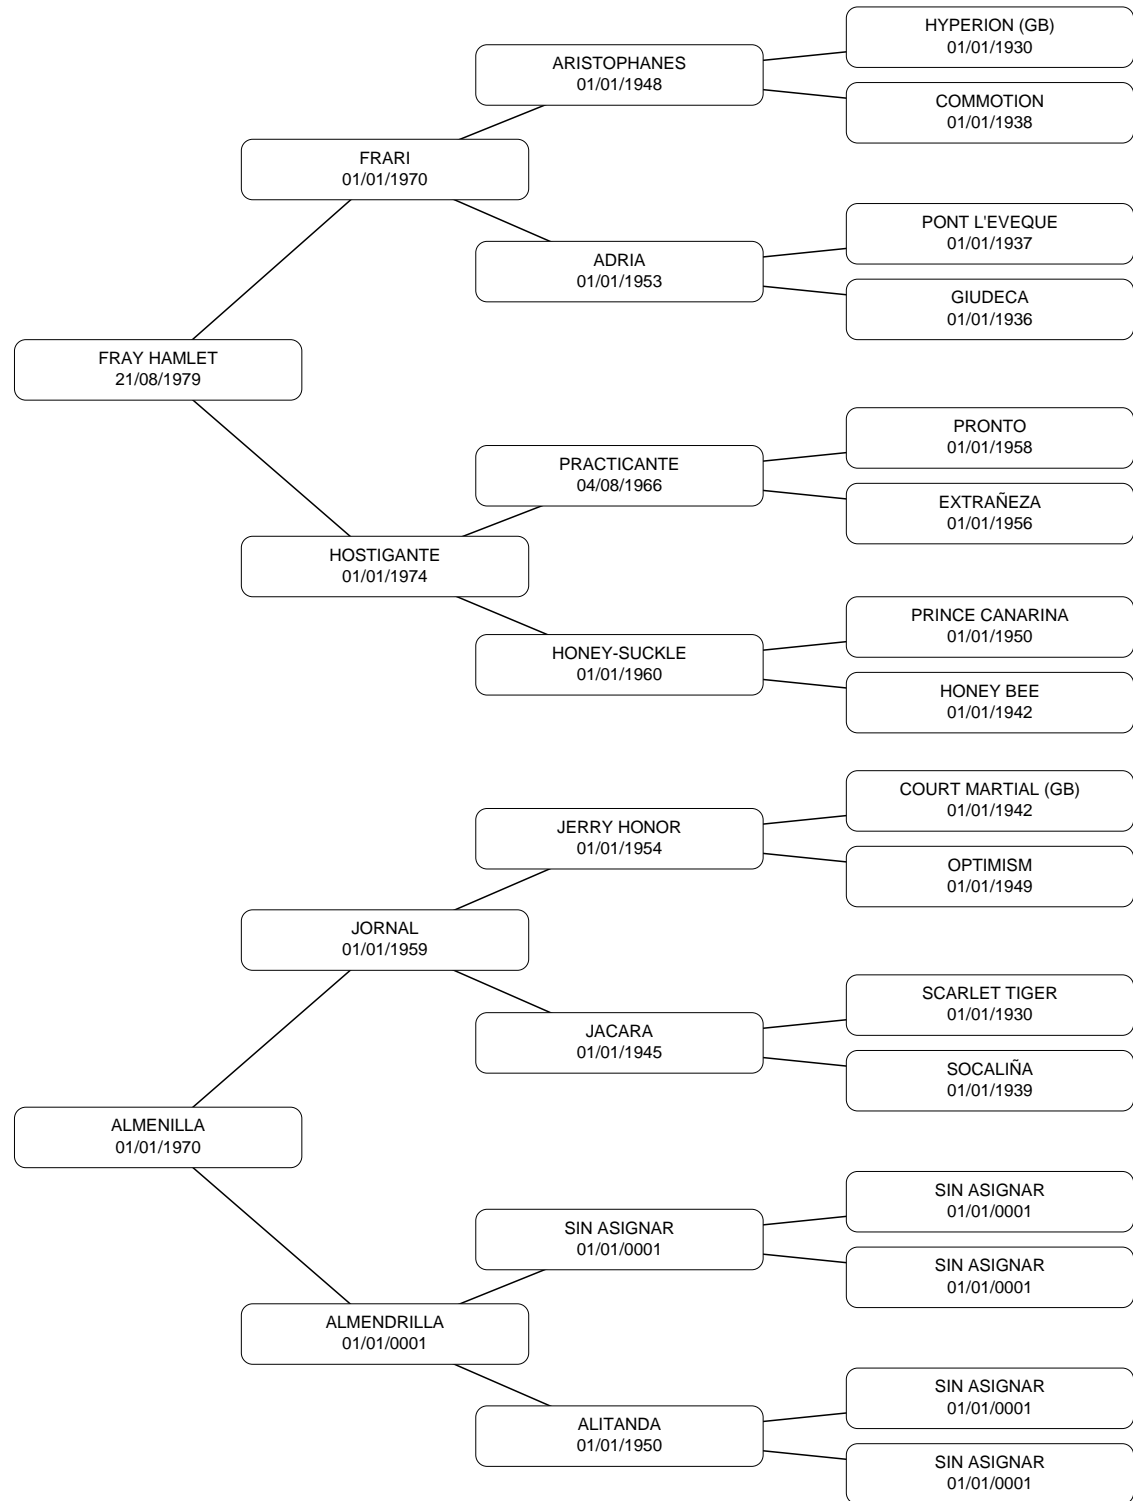 HYPERION (GB)
01/01/1930
ARISTOPHANES
01/01/1948
COMMOTION
01/01/1938
FRARI
01/01/1970
PONT L'EVEQUE
01/01/1937
ADRIA
01/01/1953
GIUDECA
01/01/1936
FRAY HAMLET
21/08/1979
PRONTO
01/01/1958
PRACTICANTE
04/08/1966
EXTRAÑEZA
01/01/1956
HOSTIGANTE
01/01/1974
PRINCE CANARINA
01/01/1950
HONEY-SUCKLE
01/01/1960
HONEY BEE
01/01/1942
COURT MARTIAL (GB)
01/01/1942
JERRY HONOR
01/01/1954
OPTIMISM
01/01/1949
JORNAL
01/01/1959
SCARLET TIGER
01/01/1930
JACARA
01/01/1945
SOCALIÑA
01/01/1939
ALMENILLA
01/01/1970
SIN ASIGNAR
01/01/0001
SIN ASIGNAR
01/01/0001
SIN ASIGNAR
01/01/0001
ALMENDRILLA
01/01/0001
SIN ASIGNAR
01/01/0001
ALITANDA
01/01/1950
SIN ASIGNAR
01/01/0001